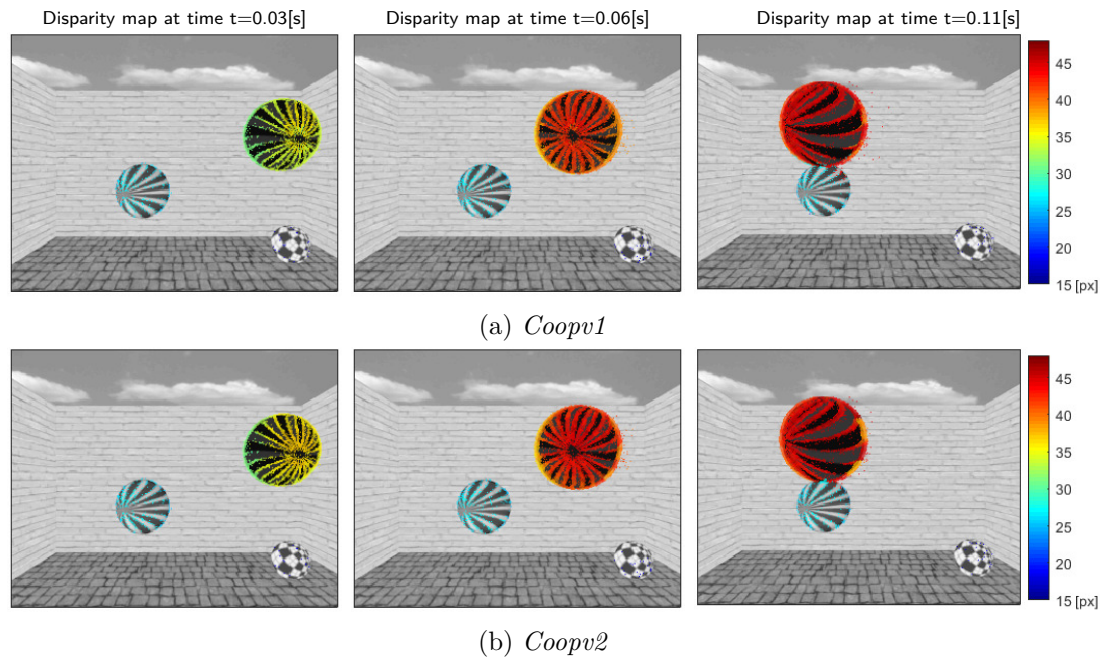 Disparity map at time t=0.03[s]
Disparity map at time t=0.06[s]
Disparity map at time t=0.11[s]
45
40
35
30
25
20
15 [px]
(a) Coopv1
45
40
35
30
25
20
15 [px]
(b) Coopv2